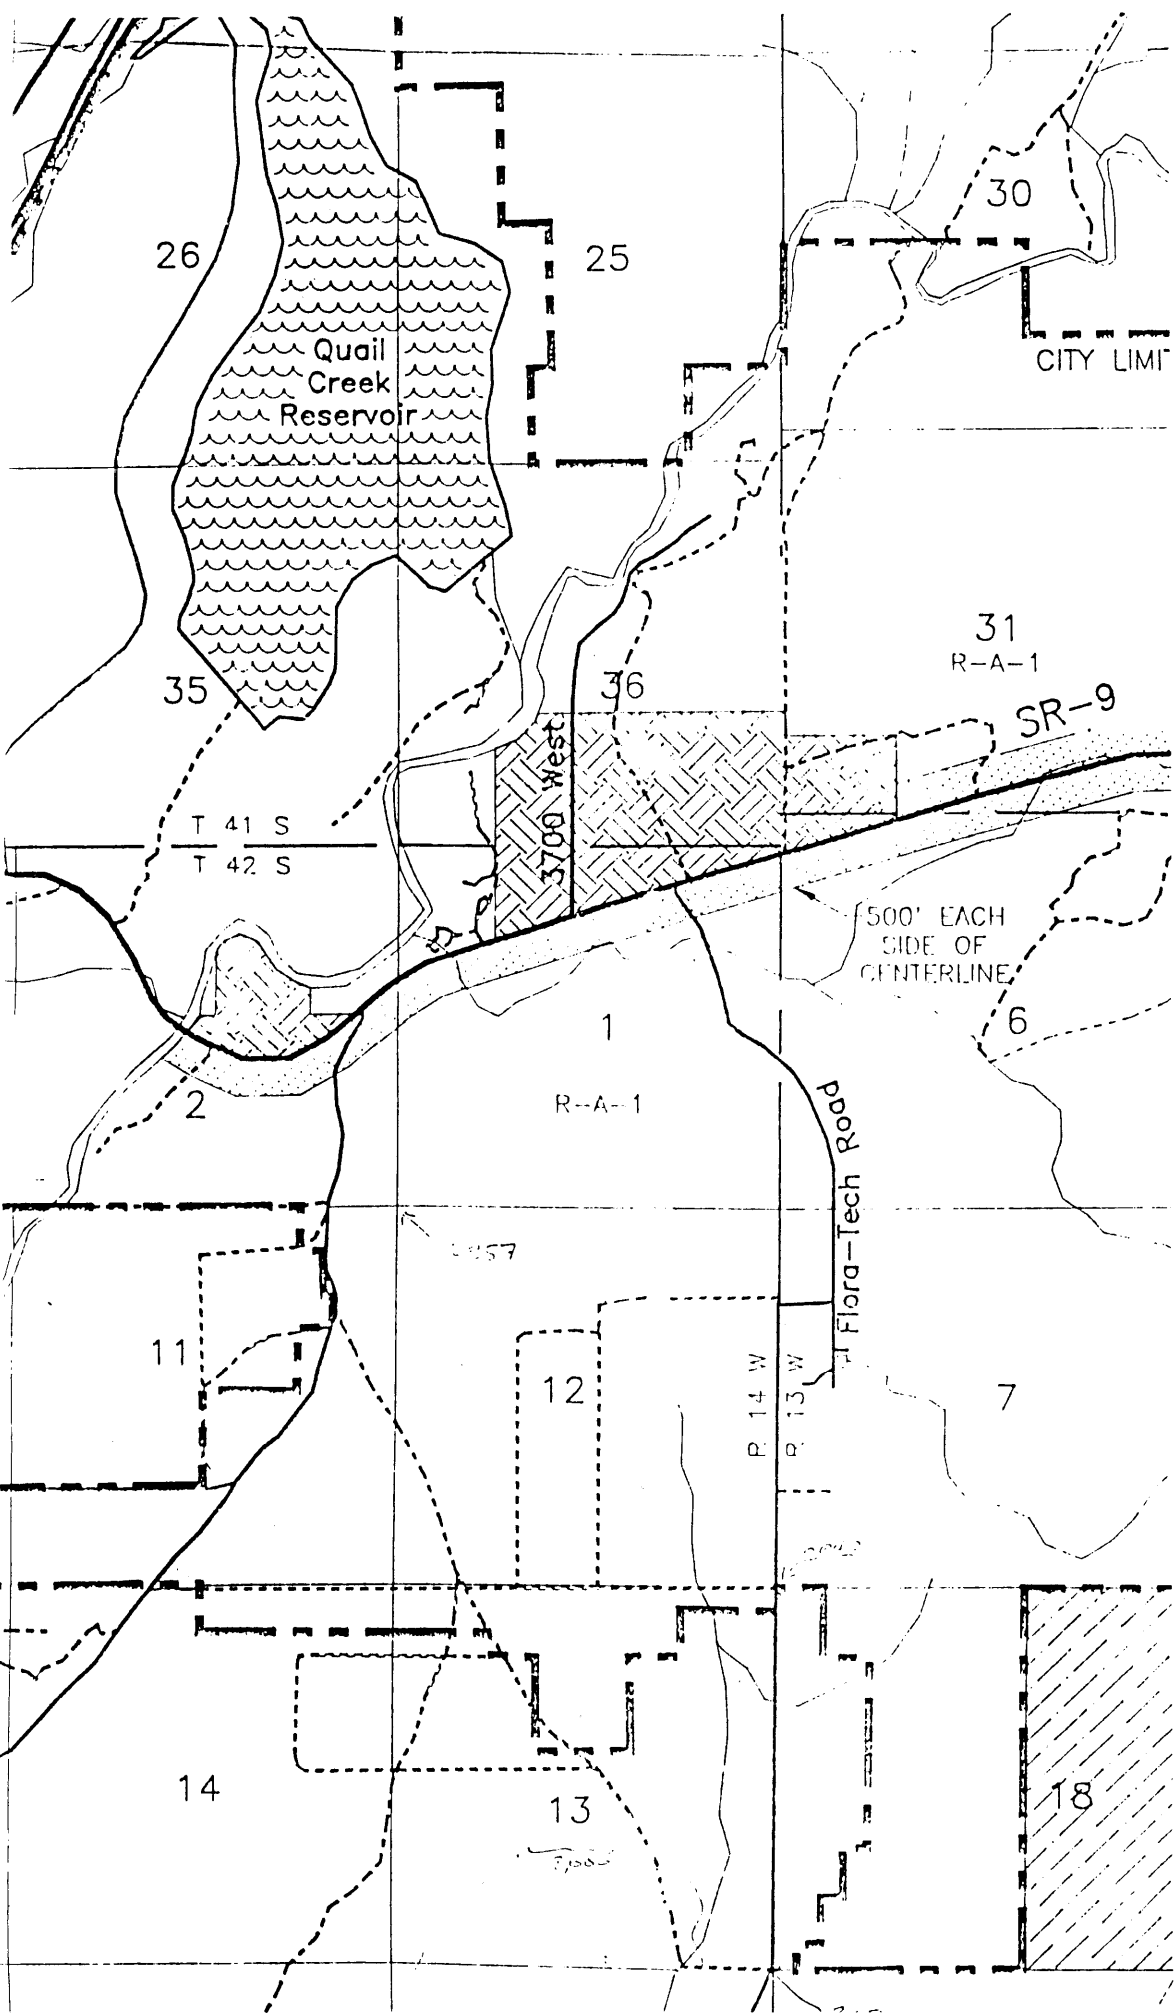 30
26
25
Quail
Creek
Reservoir
CITY LIMI
31
R-A-1
35
36
SR-9
3700 West
T 41 S
T 42 S
500' EACH
SIDE OF
CENTERLINE
6
1
2
R-A-1
Flora-Tech Road
11
12
R 14 W
R 13 W
7
14
13
18